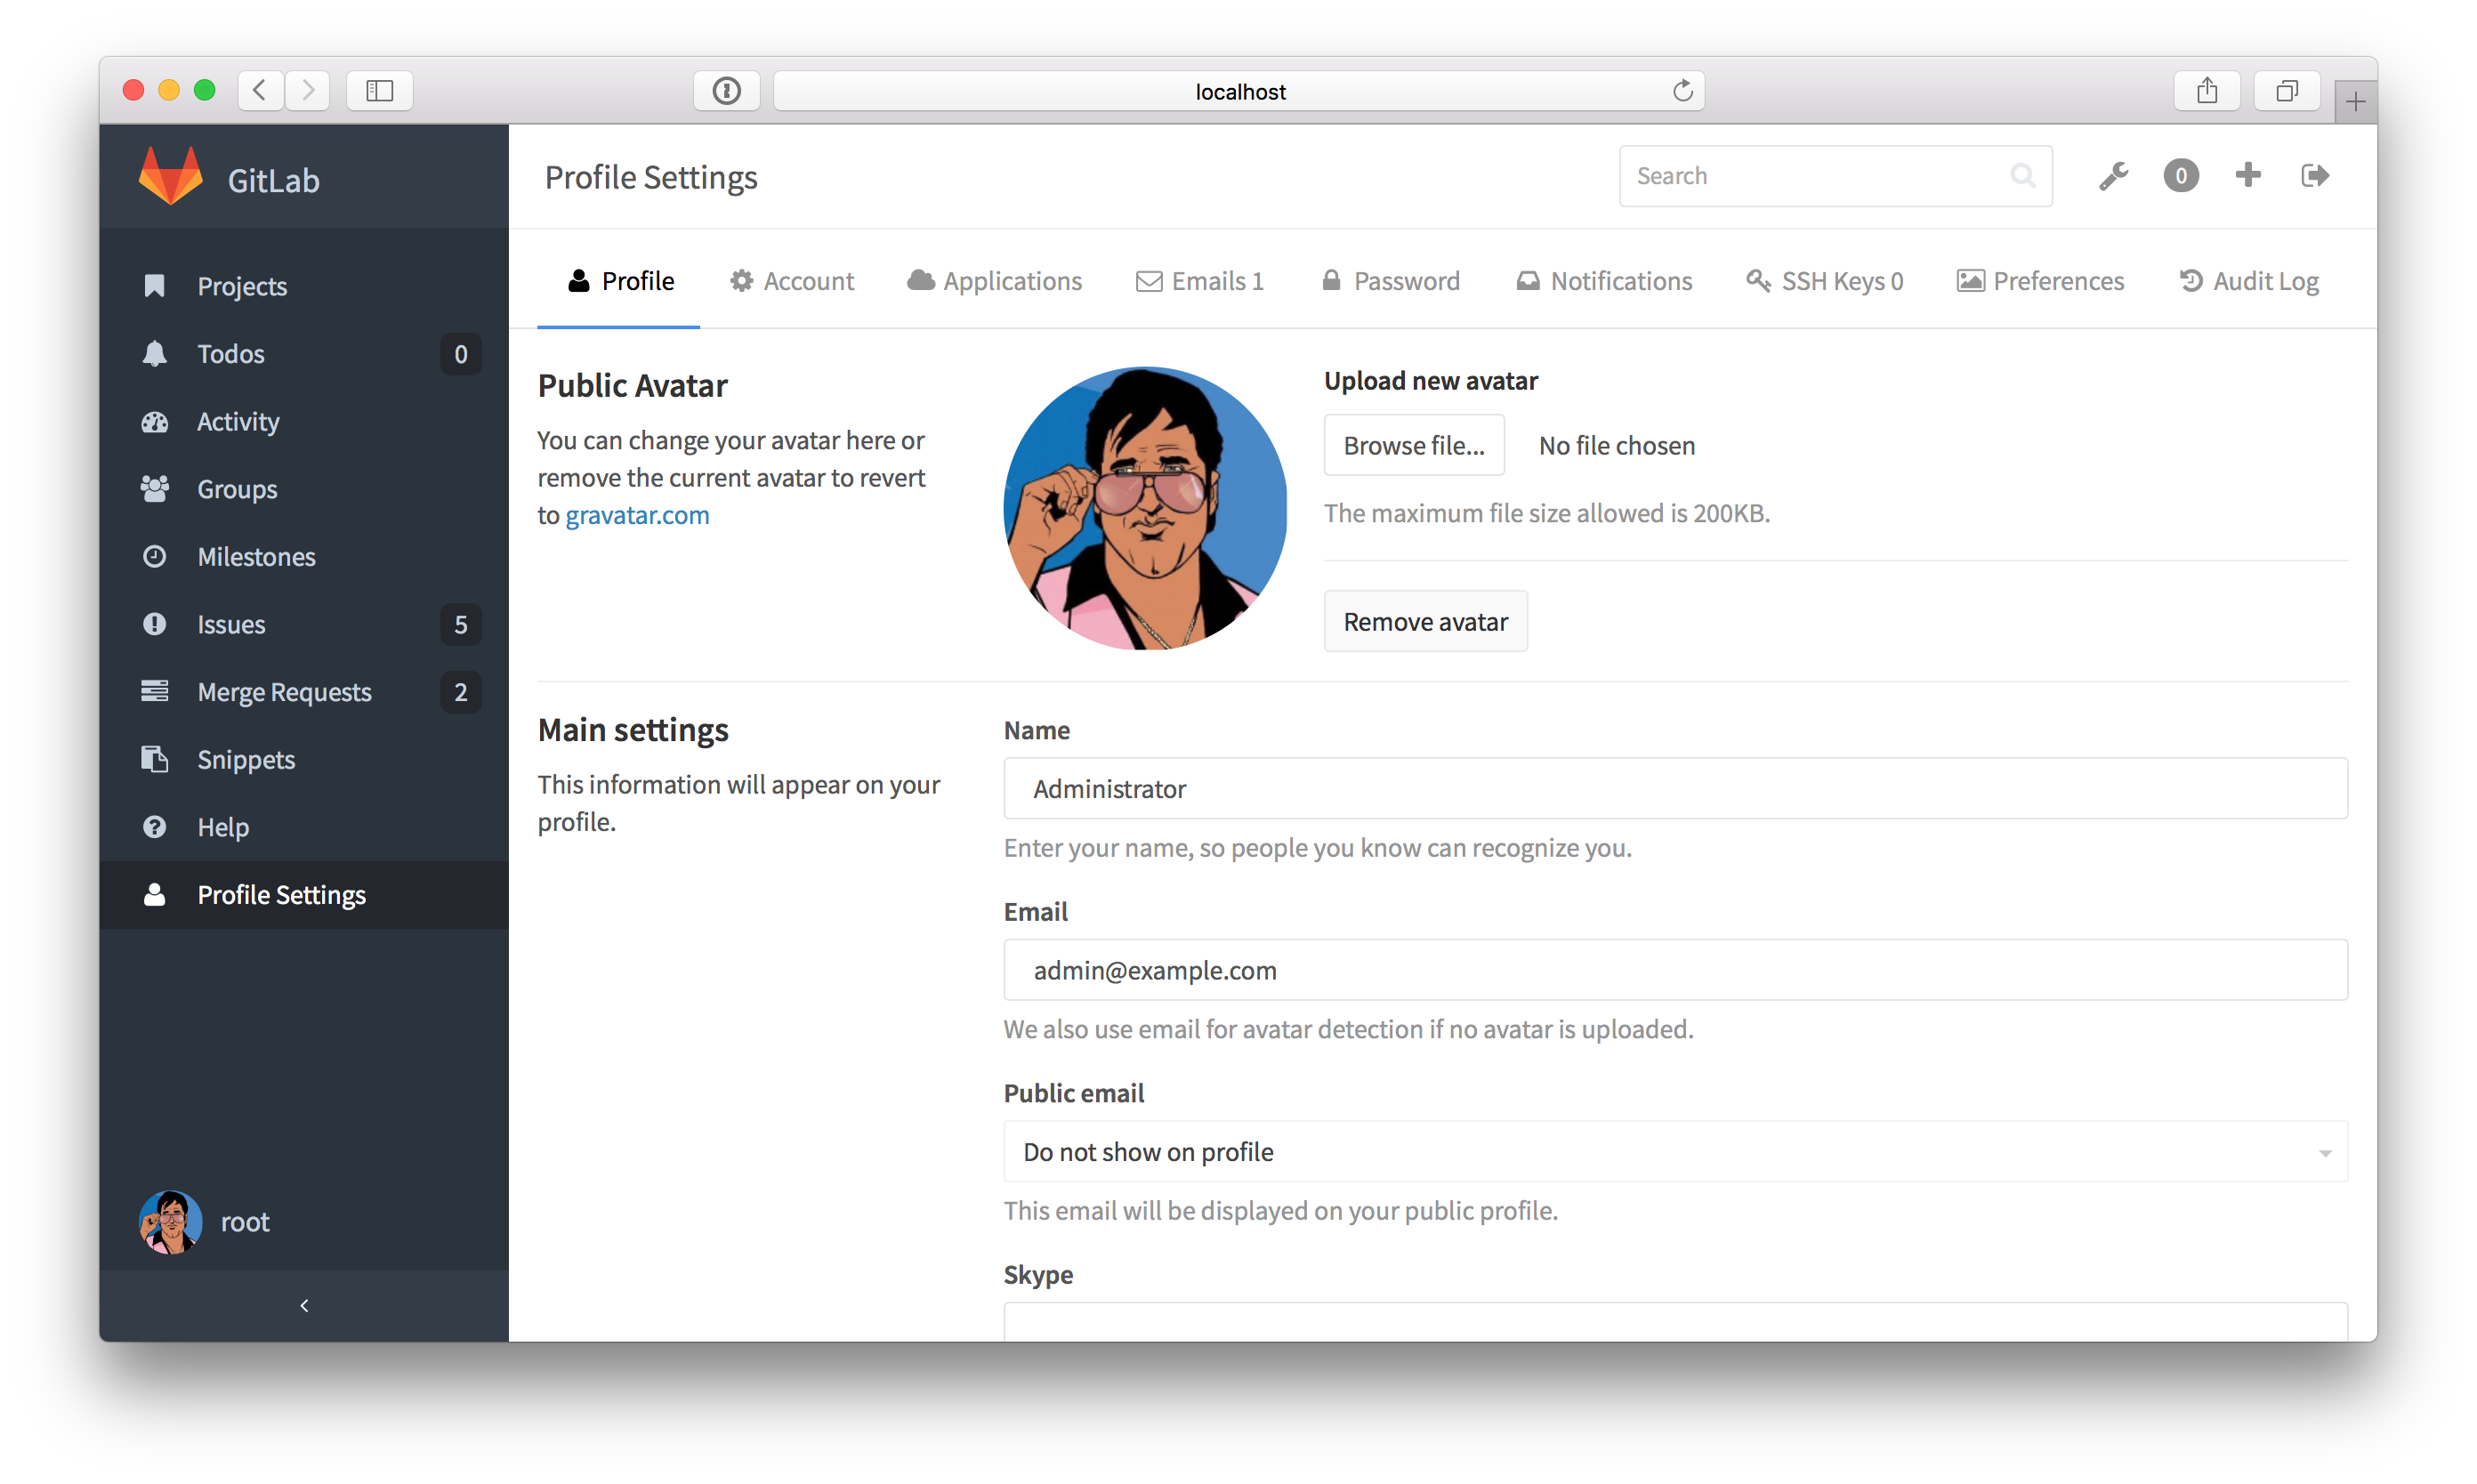 localhost
GitLab
Profile Settings
Search
0
Projects
Todos 0
Activity
Groups
Milestones
Issues 5
Merge Requests 2
Snippets
Help
Profile Settings
root
Profile
Account
Applications
Emails 1
Password
Notifications
SSH Keys 0
Preferences
Audit Log
Public Avatar
You can change your avatar here or
remove the current avatar to revert
to gravatar.com
Upload new avatar
Browse file...
No file chosen
The maximum file size allowed is 200KB.
Remove avatar
Main settings
This information will appear on your
profile.
Name
Administrator
Enter your name, so people you know can recognize you.
Email
admin@example.com
We also use email for avatar detection if no avatar is uploaded.
Public email
Do not show on profile
This email will be displayed on your public profile.
Skype